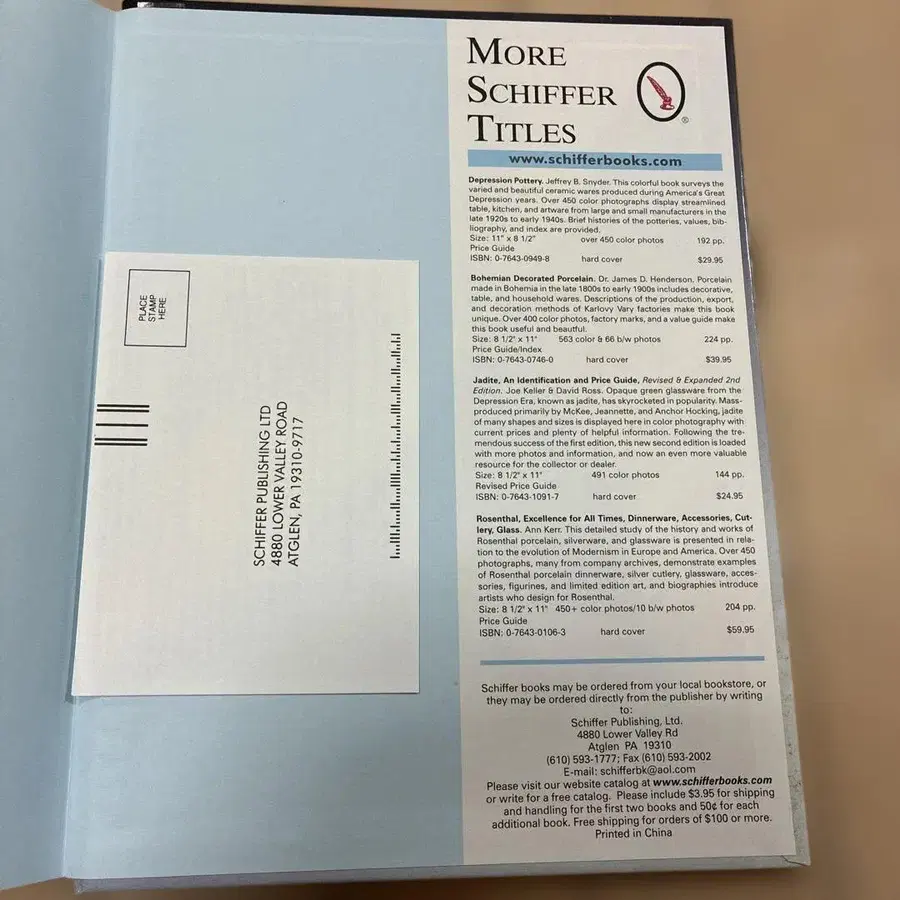 PLACE
STAMP
HERE
SCHIFFER PUBLISHING LTD
4880 LOWER VALLEY ROAD
ATGLEN, PA 19310-9717
MORE
SCHIFFER
TITLES
®
www.schifferbooks.com
Depression Pottery. Jeffrey B. Snyder. This colorful book surveys the
varied and beautiful ceramic wares produced during America's Great
Depression years. Over 450 color photographs display streamlined
table, kitchen, and artware from large and small manufacturers in the
late 1920s to early 1940s. Brief histories of the potteries, values, bib-
liography, and index are provided.
Size: 11" x 8 1/2" over 450 color photos 192 pp.
Price Guide
ISBN: 0-7643-0949-8 hard cover $29.95
Bohemian Decorated Porcelain. Dr. James D. Henderson. Porcelain
made in Bohemia in the late 1800s to early 1900s includes decorative,
table, and household wares. Descriptions of the production, export,
and decoration methods of Karlovy Vary factories make this book
unique. Over 400 color photos, factory marks, and a value guide make
this book useful and beautful.
Size: 8 1/2" x 11" 563 color & 66 b/w photos 224 pp.
Price Guide/Index
ISBN: 0-7643-0746-0 hard cover $39.95
Jadite, An Identification and Price Guide, Revised & Expanded 2nd
Edition. Joe Keller & David Ross. Opaque green glassware from the
Depression Era, known as jadite, has skyrocketed in popularity. Mass-
produced primarily by McKee, Jeannette, and Anchor Hocking, jadite
of many shapes and sizes is displayed here in color photography with
current prices and plenty of helpful information. Following the tre-
mendous success of the first edition, this new second edition is loaded
with more photos and information, and now an even more valuable
resource for the collector or dealer.
Size: 8 1/2" x 11" 491 color photos 144 pp.
Revised Price Guide
ISBN: 0-7643-1091-7 hard cover $24.95
Rosenthal, Excellence for All Times, Dinnerware, Accessories, Cut-
lery, Glass. Ann Kerr. This detailed study of the history and works of
Rosenthal porcelain, silverware, and glassware is presented in rela-
tion to the evolution of Modernism in Europe and America. Over 450
photographs, many from company archives, demonstrate examples
of Rosenthal porcelain dinnerware, silver cutlery, glassware, acces-
sories, figurines, and limited edition art, and biographies introduce
artists who design for Rosenthal.
Size: 8 1/2" x 11" 450+ color photos/10 b/w photos 204 pp.
Price Guide
ISBN: 0-7643-0106-3 hard cover $59.95
Schiffer books may be ordered from your local bookstore, or
they may be ordered directly from the publisher by writing
to:
Schiffer Publishing, Ltd.
4880 Lower Valley Rd
Atglen PA 19310
(610) 593-1777; Fax (610) 593-2002
E-mail: schifferbk@aol.com
Please visit our website catalog at www.schifferbooks.com
or write for a free catalog. Please include $3.95 for shipping
and handling for the first two books and 50¢ for each
additional book. Free shipping for orders of $100 or more.
Printed in China